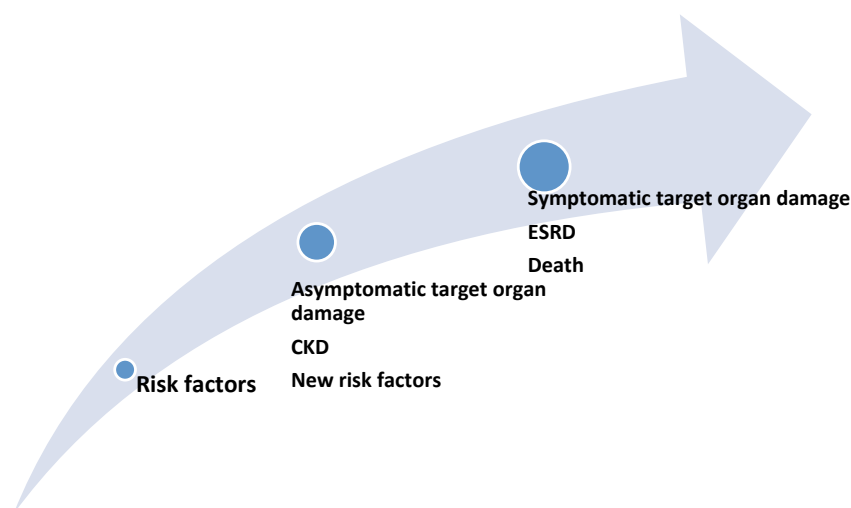 Risk factors
Asymptomatic target organ
damage
CKD
New risk factors
Symptomatic target organ damage
ESRD
Death